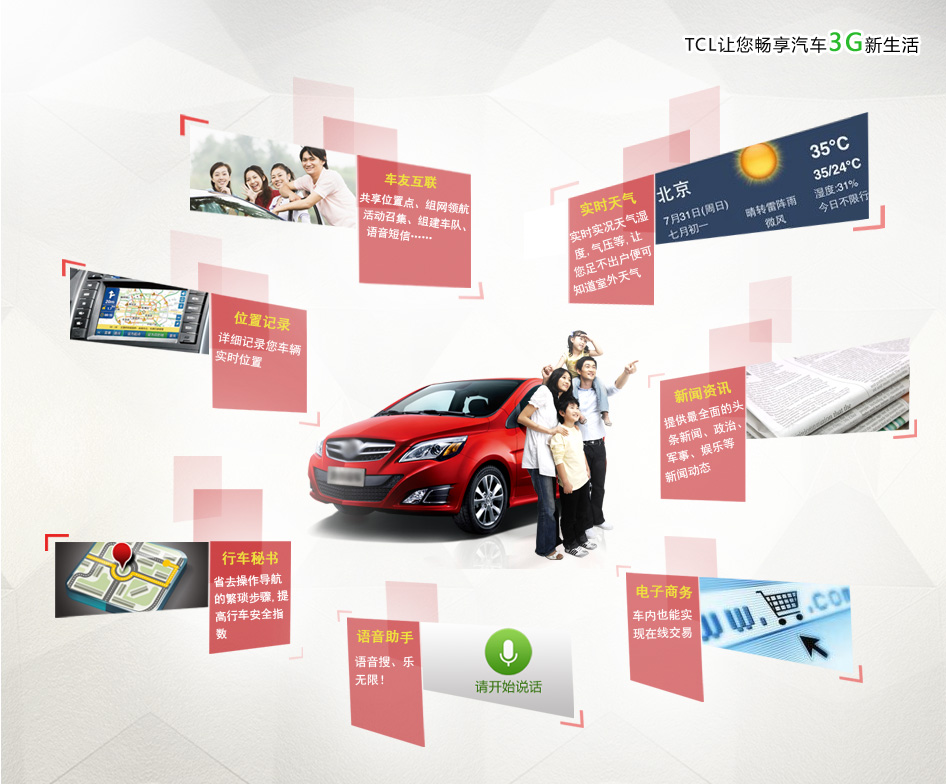 TCL让您畅享汽车3G新生活
车友互联
共享位置点、组网领航
活动召集、组建车队、
语音短信……
实时天气
实时实况天气湿
度,气压等,让
您足不出户便可
知道室外天气
北京
7月31日(周日)
七月初一
晴转雷阵雨
微风
35°C
35/24°C
湿度:31%
今日不限行
位置记录
详细记录您车辆
实时位置
新闻资讯
提供最全面的头
条新闻、政治、
军事、娱乐等
新闻动态
行车秘书
省去操作导航
的繁琐步骤,提
高行车安全指
数
语音助手
语音搜、乐
无限!
请开始说话
电子商务
车内也能实
现在线交易
www.
.com